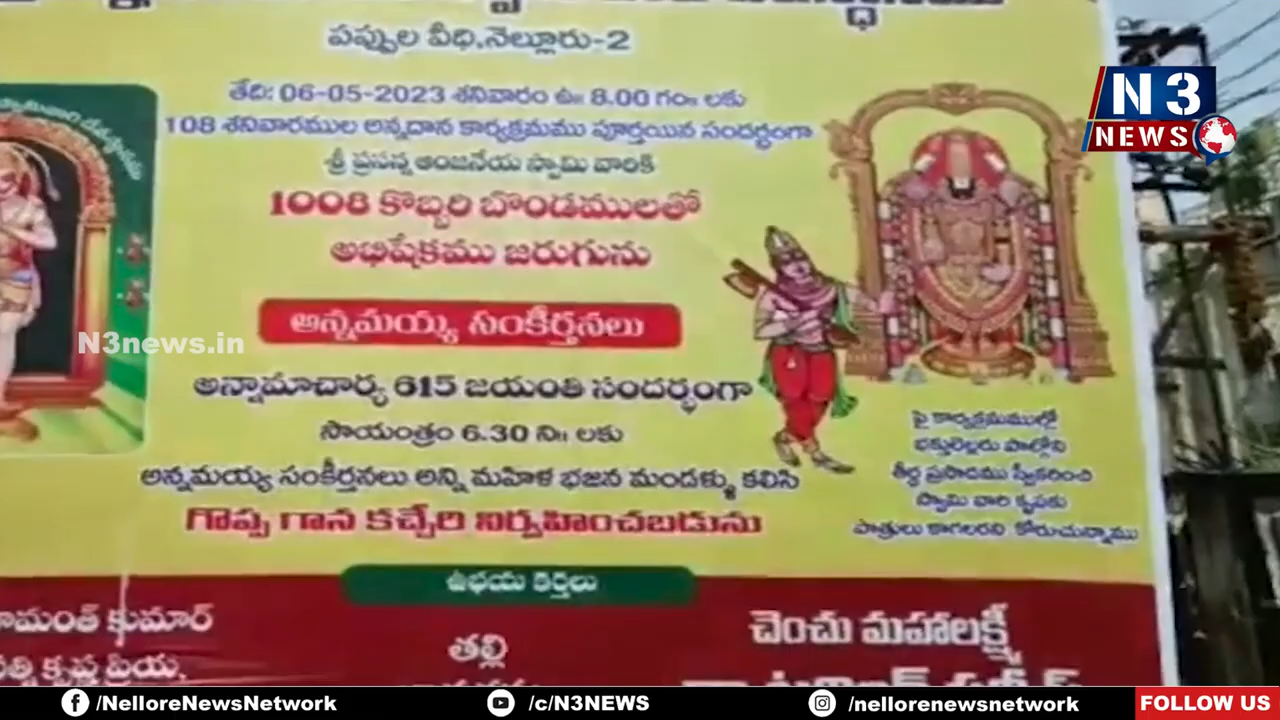 పప్పుల వీధి,నెల్లూరు-2
తేది: 06-05-2023 శనివారం ఉ॥ 8.00 గం॥ లకు
108 శనివారముల అన్నదాన కార్యక్రమము పూర్తయిన సందర్భంగా
శ్రీ ప్రసన్న ఆంజనేయ స్వామి వారికి
1008 కొబ్బరి బొండములతో
అభిషేకము జరుగును
అన్నమయ్య సంకీర్తనలు
అన్నామాచార్య 615 జయంతి సందర్భంగా
సాయంత్రం 6.30 ని॥ లకు
అన్నమయ్య సంకీర్తనలు అన్ని మహిళ భజన మండళ్ళు కలిసి
గొప్ప గాన కచ్చేరి నిర్వహించబడును
పై కార్యక్రమముల్లో
భక్తులెల్లరు పాల్గోని
తీర్థ ప్రసాదము స్వీకరించి
స్వామి వారి కృపకు
పాత్రులు కాగలరని కోరుచున్నాము
ఉభయ కర్తలు
కుమార్
కృష్ణ ప్రియ,
తల్లి
చెంచు మహాలక్ష్మీ
N3 NEWS
N3news.in
/NelloreNewsNetwork
/c/N3NEWS
/nellorenewsnetwork
FOLLOW US